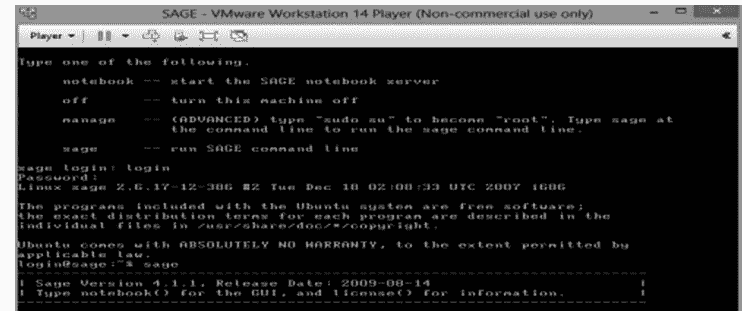 SAGE - VMware Workstation 14 Player (Non-commercial use only)
Player
Type one of the following.
notebook -- start the SAGE notebook server
off -- turn this machine off
manage -- (ADVANCED) type "sudo su" to become "root". Type sage at
the command line to run the sage command line.
sage -- run SAGE command line
sage login: login
Password:
Linux sage 2.6.17-12-386 #2 Tue Dec 18 02:08:33 UTC 2007 i686
The programs included with the Ubuntu system are free software;
the exact distribution terms for each program are described in the
individual files in /usr/share/doc/*/copyright.
Ubuntu comes with ABSOLUTELY NO WARRANTY, to the extent permitted by
applicable law.
login@sage:~$ sage
| Sage Version 4.1.1, Release Date: 2009-08-14 |
| Type notebook() for the GUI, and license() for information. |